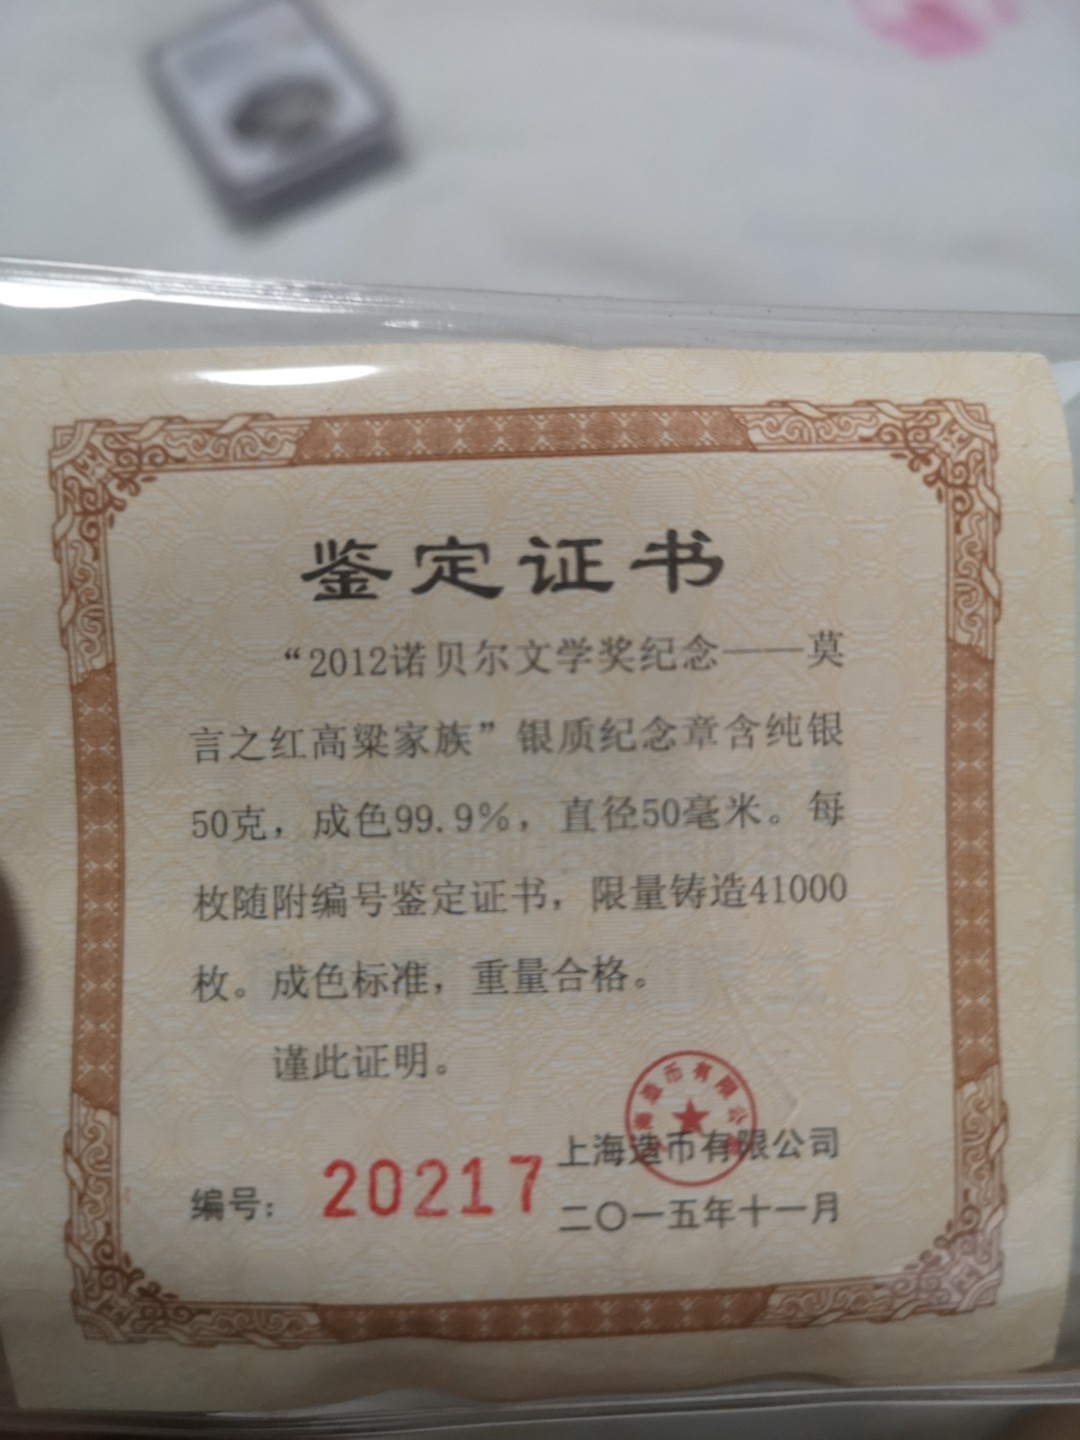 鉴定证书
“2012诺贝尔文学奖纪念——莫
言之红高粱家族”银质纪念章含纯银
50克，成色99.9%，直径50毫米。每
枚随附编号鉴定证书，限量铸造41000
枚。成色标准，重量合格。
谨此证明。
上海造币有限公司
编号：20217
二〇一五年十一月